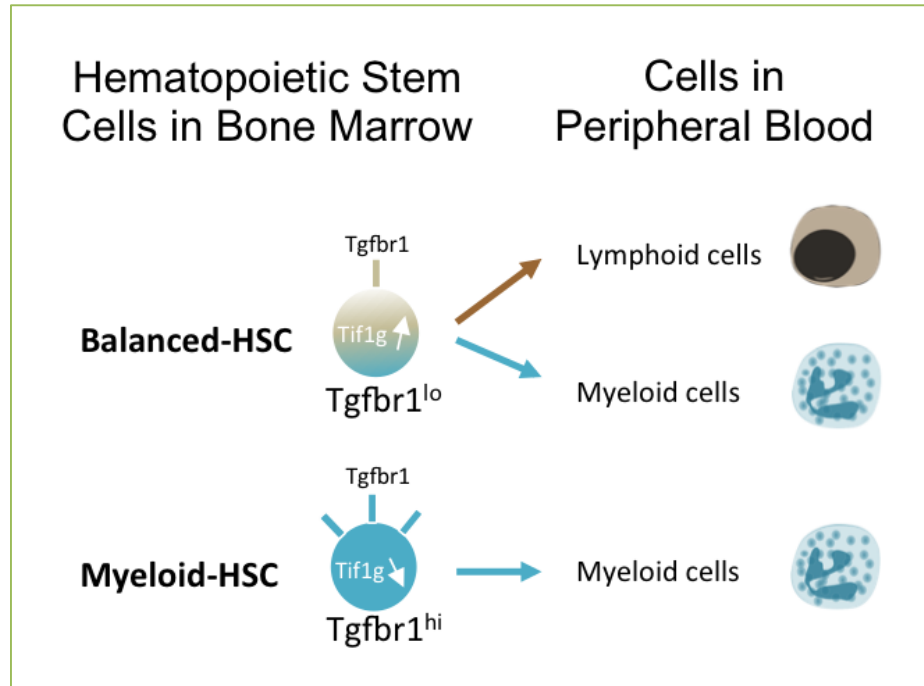 Hematopoietic Stem
Cells in Bone Marrow
Cells in
Peripheral Blood
Tgfbr1
Balanced-HSC
Tif1g
Tgfbr1lo
Lymphoid cells
Myeloid cells
Tgfbr1
Myeloid-HSC
Tif1g
Tgfbr1hi
Myeloid cells